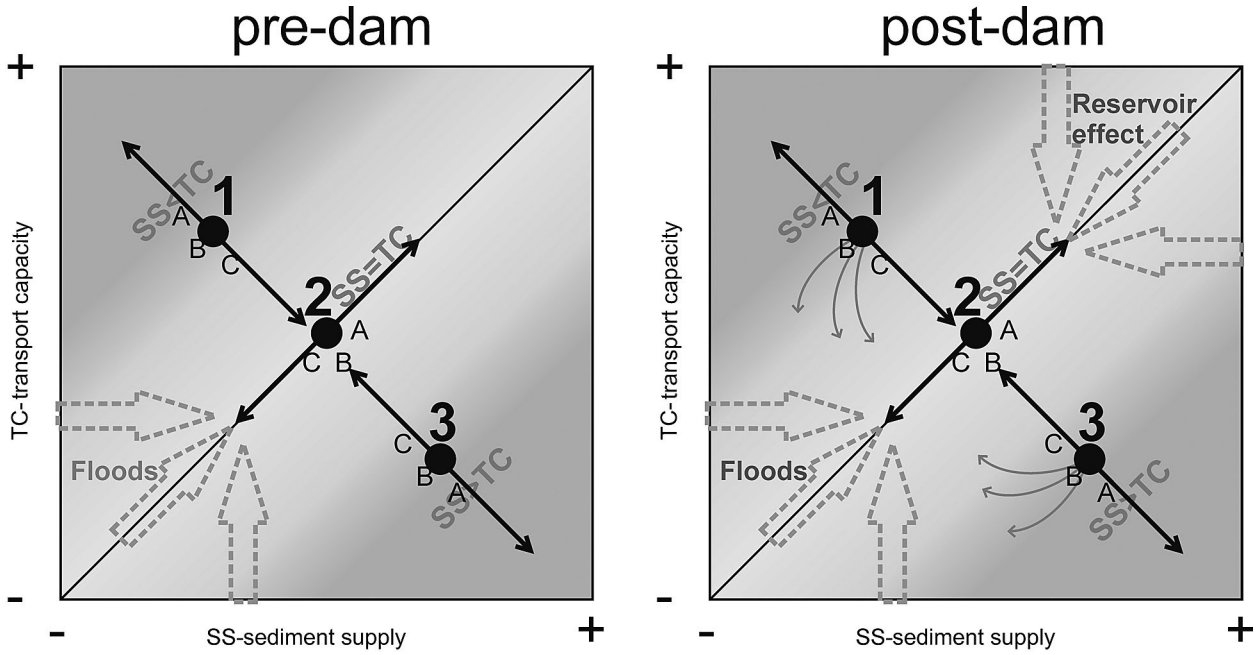 pre-dam
+
TC-transport capacity
SS<TC
1
A
B
C
2
SS=TC
A
C
B
3
C
B
A
SS>TC
Floods
-
-
SS-sediment supply
+
post-dam
+
TC-transport capacity
Reservoir
effect
SS<TC
1
A
B
C
2
SS=TC
A
C
B
3
C
B
A
SS>TC
Floods
-
-
SS-sediment supply
+